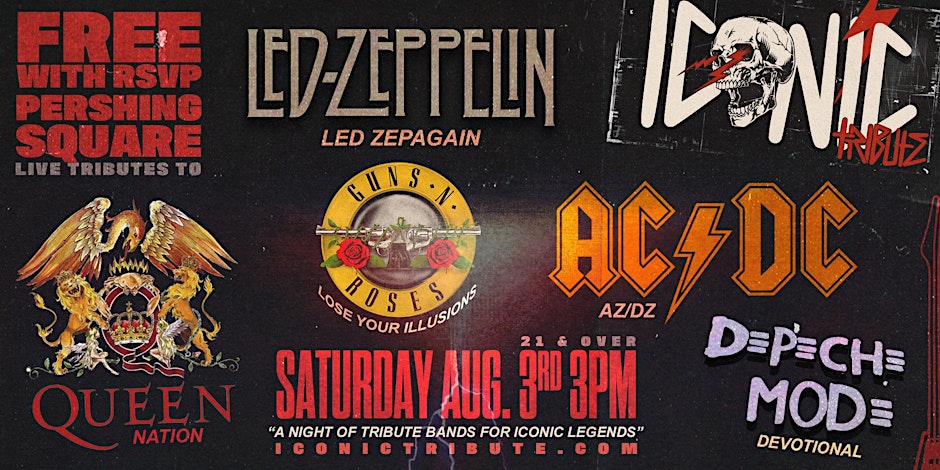 FREE
WITH RSVP
PERSHING
SQUARE
LIVE TRIBUTES TO
LED-ZEPPELIN
LED ZEPAGAIN
ICONIC
TRIBUTE
QUEEN
NATION
GUNS N' ROSES
LOSE YOUR ILLUSIONS
AC DC
AZ/DZ
21 & OVER
SATURDAY AUG. 3RD 3PM
“A NIGHT OF TRIBUTE BANDS FOR ICONIC LEGENDS”
ICONICTRIBUTE.COM
DEPECHE
MODE
DEVOTIONAL